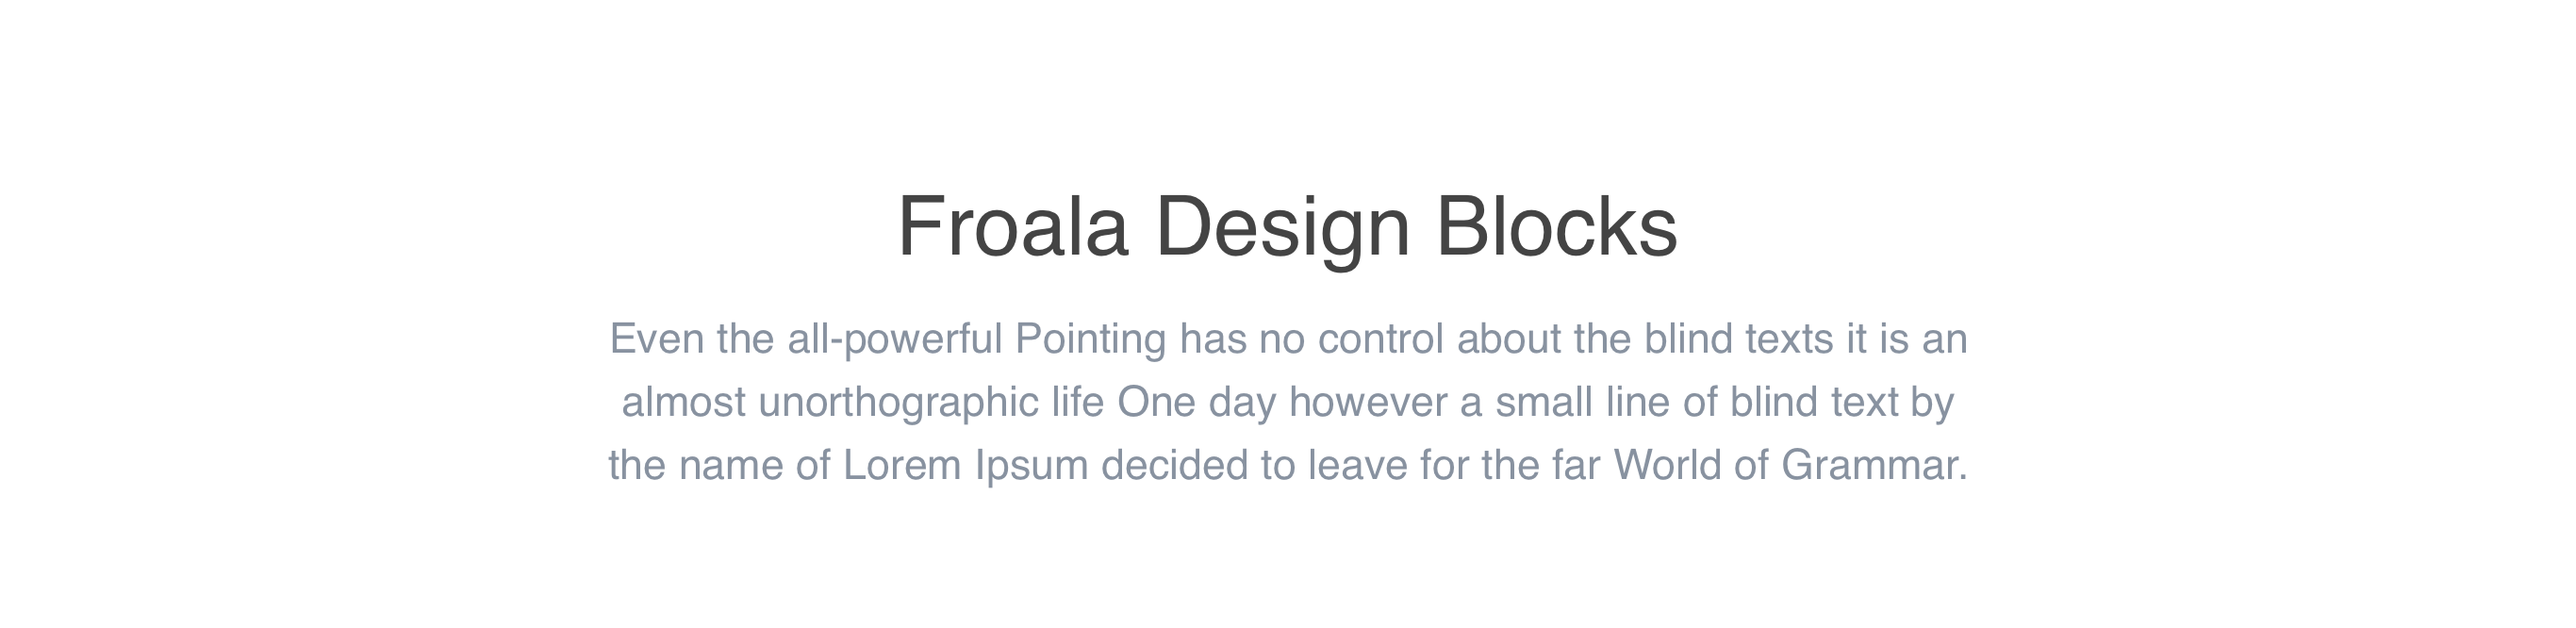 Froala Design Blocks
Even the all-powerful Pointing has no control about the blind texts it is an
almost unorthographic life One day however a small line of blind text by
the name of Lorem Ipsum decided to leave for the far World of Grammar.